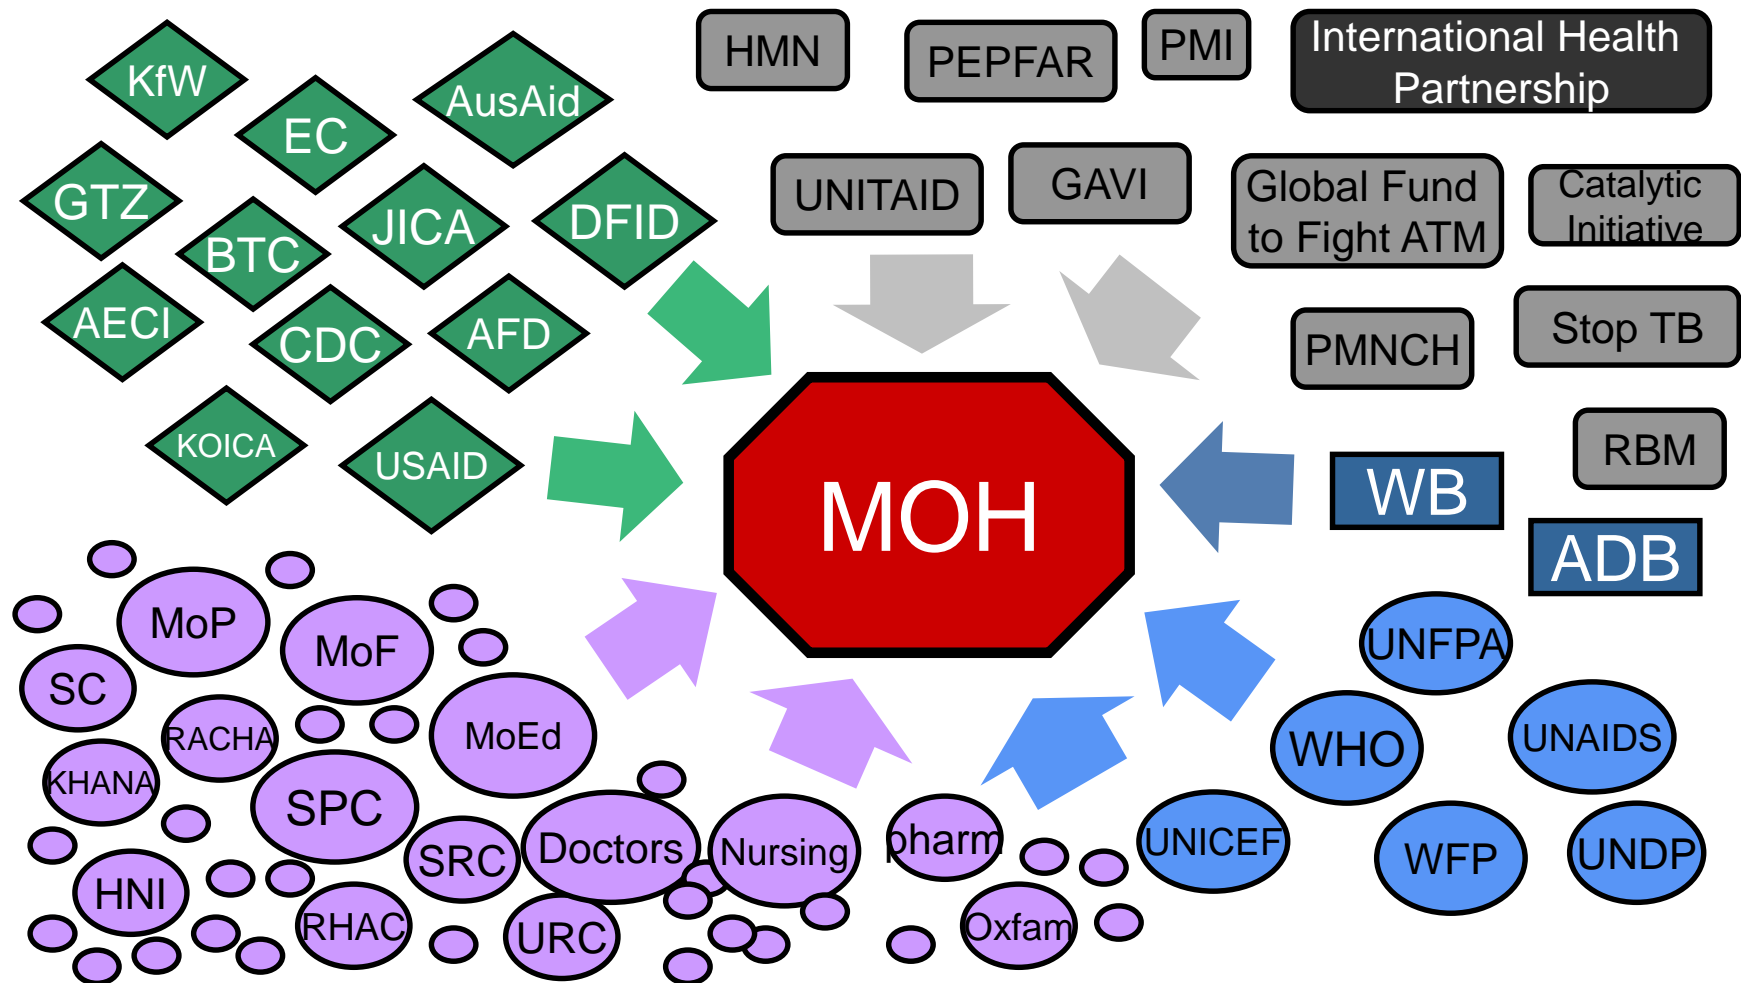 KfW
EC
AusAid
GTZ
BTC
JICA
DFID
AECI
CDC
AFD
KOICA
USAID
HMN
PEPFAR
PMI
International Health
Partnership
UNITAID
GAVI
Global Fund
to Fight ATM
Catalytic
Initiative
PMNCH
Stop TB
RBM
MOH
WB
ADB
MoP
MoF
SC
RACHA
MoEd
KHANA
SPC
SRC
Doctors
Nursing
pharm
HNI
RHAC
URC
Oxfam
UNFPA
WHO
UNAIDS
UNICEF
WFP
UNDP